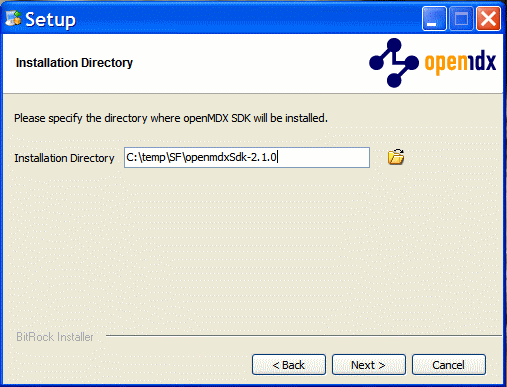 Setup
Installation Directory
openmdx
Please specify the directory where openMDX SDK will be installed.
Installation Directory C:\temp\SF\openmdxSdk-2.1.0
BitRock Installer
< Back Next > Cancel